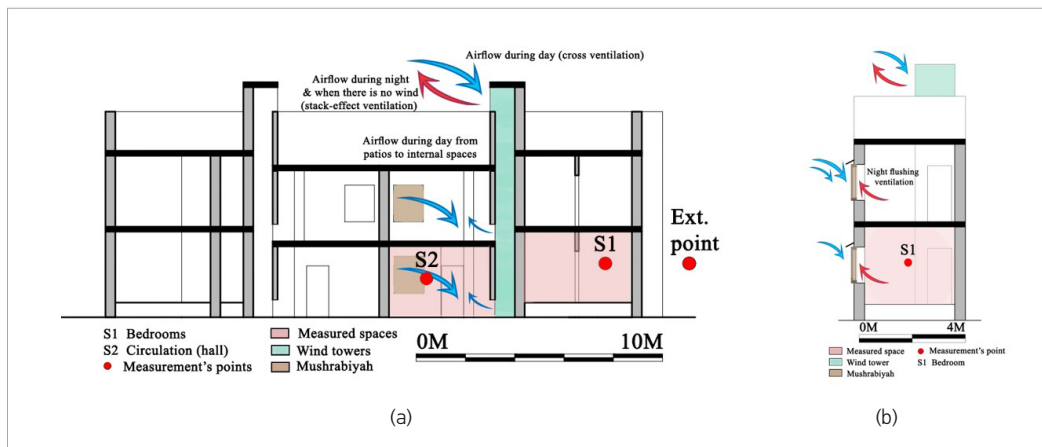 Airflow during day (cross ventilation)
Airflow during night
& when there is no wind
(stack-effect ventilation)
Airflow during day from
patios to internal spaces
Ext.
point
S1
S2
S1 Bedrooms
S2 Circulation (hall)
Measurement's points
Measured spaces
Wind towers
Mushrabiyah
0M 10M
(a)
Night flushing
ventilation
S1
0M 4M
Measured space
Wind tower
Mushrabiyah
Measurement's point
S1 Bedroom
(b)